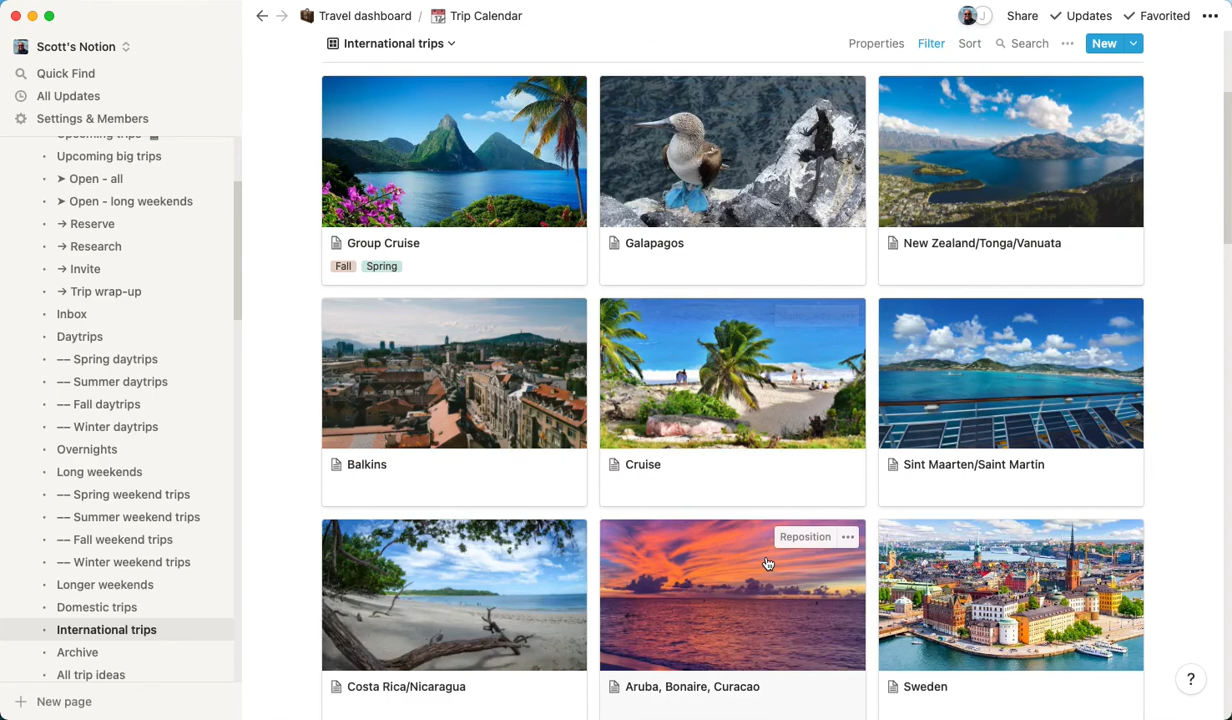 Travel dashboard / Trip Calendar
J
Share Updates Favorited
Scott's Notion
Quick Find
All Updates
Settings & Members
Upcoming trips
Upcoming big trips
➤ Open - all
➤ Open - long weekends
→ Reserve
→ Research
→ Invite
→ Trip wrap-up
Inbox
Daytrips
–– Spring daytrips
–– Summer daytrips
–– Fall daytrips
–– Winter daytrips
Overnights
Long weekends
–– Spring weekend trips
–– Summer weekend trips
–– Fall weekend trips
–– Winter weekend trips
Longer weekends
Domestic trips
International trips
Archive
All trip ideas
New page
International trips
Properties Filter Sort Search New
Group Cruise
Fall Spring
Galapagos
New Zealand/Tonga/Vanuata
Balkins
Cruise
Sint Maarten/Saint Martin
Costa Rica/Nicaragua
Reposition
Aruba, Bonaire, Curacao
Sweden
?